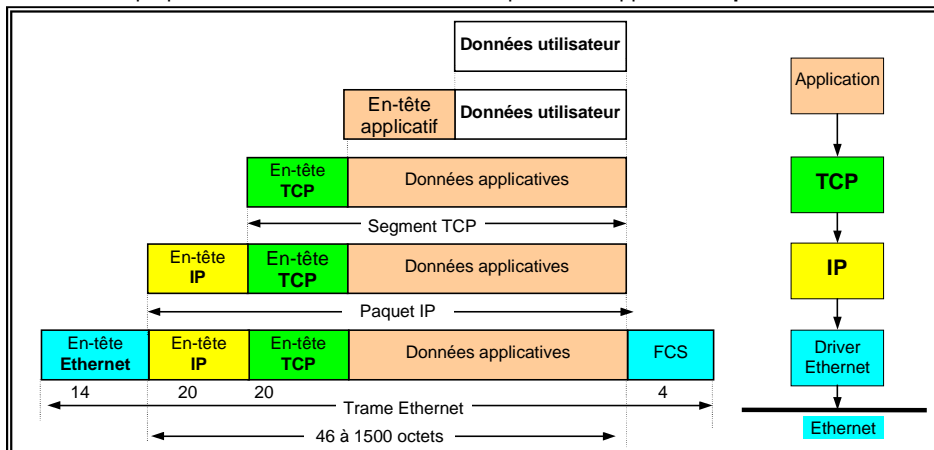 Données utilisateur
En-tête
applicatif
Données utilisateur
En-tête
TCP
Données applicatives
Segment TCP
En-tête
IP
En-tête
TCP
Données applicatives
Paquet IP
En-tête
Ethernet
En-tête
IP
En-tête
TCP
Données applicatives
FCS
14
20
20
4
Trame Ethernet
46 à 1500 octets
Application
TCP
IP
Driver
Ethernet
Ethernet